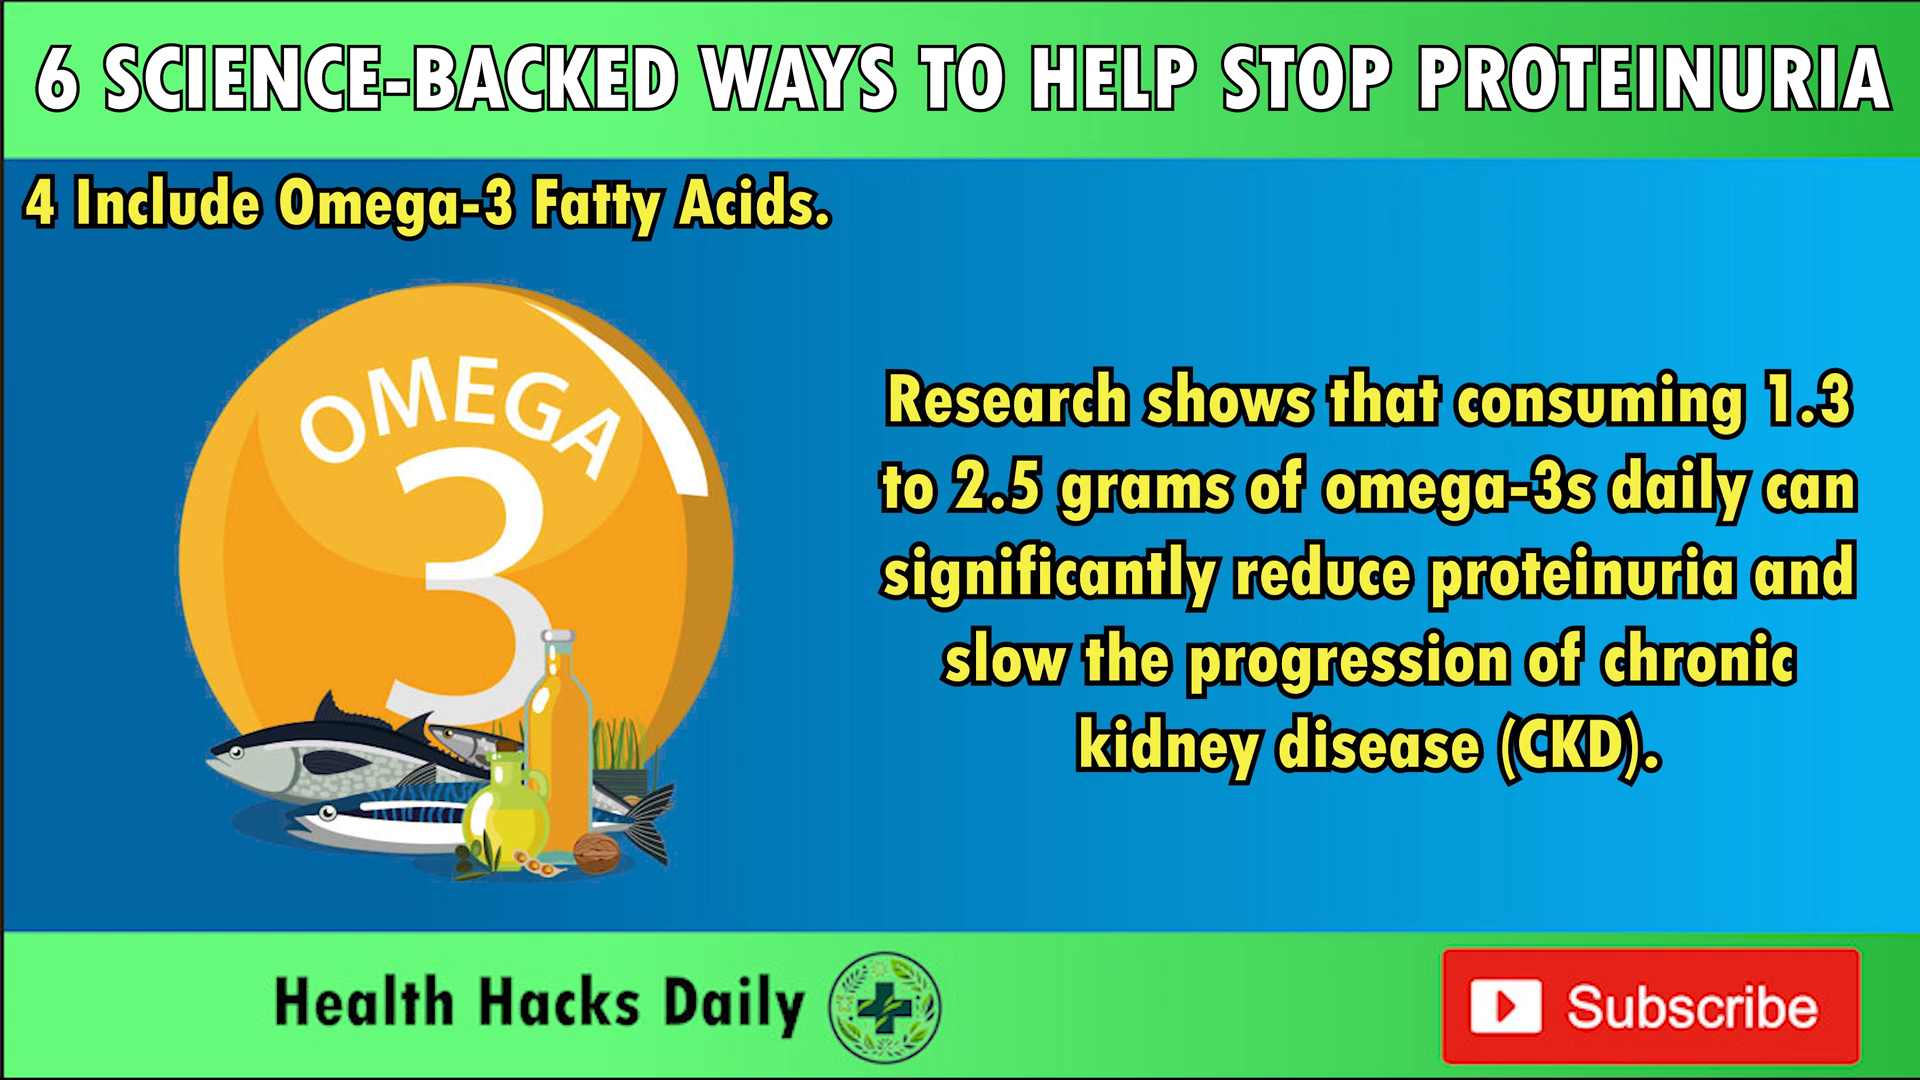 6 SCIENCE-BACKED WAYS TO HELP STOP PROTEINURIA
4 Include Omega-3 Fatty Acids.
OMEGA
3
Research shows that consuming 1.3
to 2.5 grams of omega-3s daily can
significantly reduce proteinuria and
slow the progression of chronic
kidney disease (CKD).
Health Hacks Daily
Subscribe